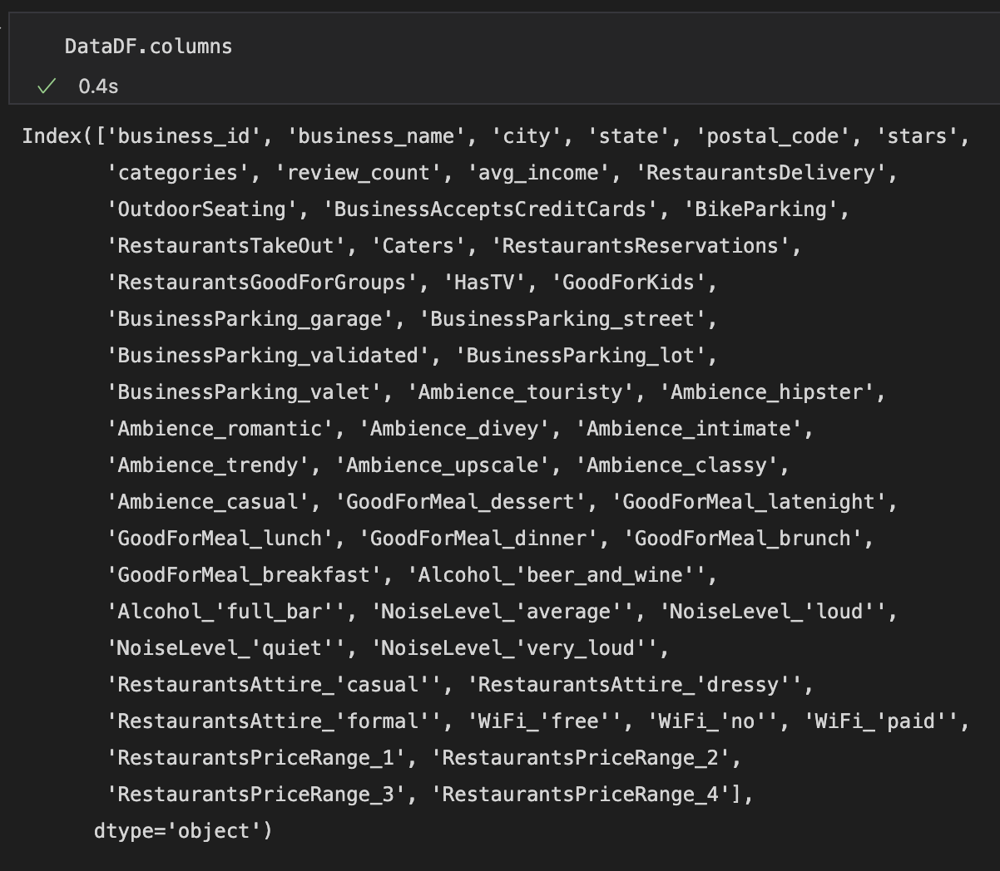 DataDF.columns
0.4s
Index(['business_id', 'business_name', 'city', 'state', 'postal_code', 'stars',
'categories', 'review_count', 'avg_income', 'RestaurantsDelivery',
'OutdoorSeating', 'BusinessAcceptsCreditCards', 'BikeParking',
'RestaurantsTakeOut', 'Caters', 'RestaurantsReservations',
'RestaurantsGoodForGroups', 'HasTV', 'GoodForKids',
'BusinessParking_garage', 'BusinessParking_street',
'BusinessParking_validated', 'BusinessParking_lot',
'BusinessParking_valet', 'Ambience_touristy', 'Ambience_hipster',
'Ambience_romantic', 'Ambience_divey', 'Ambience_intimate',
'Ambience_trendy', 'Ambience_upscale', 'Ambience_classy',
'Ambience_casual', 'GoodForMeal_dessert', 'GoodForMeal_latenight',
'GoodForMeal_lunch', 'GoodForMeal_dinner', 'GoodForMeal_brunch',
'GoodForMeal_breakfast', 'Alcohol_'beer_and_wine'',
'Alcohol_'full_bar'', 'NoiseLevel_'average'', 'NoiseLevel_'loud'',
'NoiseLevel_'quiet'', 'NoiseLevel_'very_loud'',
'RestaurantsAttire_'casual'', 'RestaurantsAttire_'dressy'',
'RestaurantsAttire_'formal'', 'WiFi_'free'', 'WiFi_'no'', 'WiFi_'paid'',
'RestaurantsPriceRange_1', 'RestaurantsPriceRange_2',
'RestaurantsPriceRange_3', 'RestaurantsPriceRange_4'],
dtype='object')